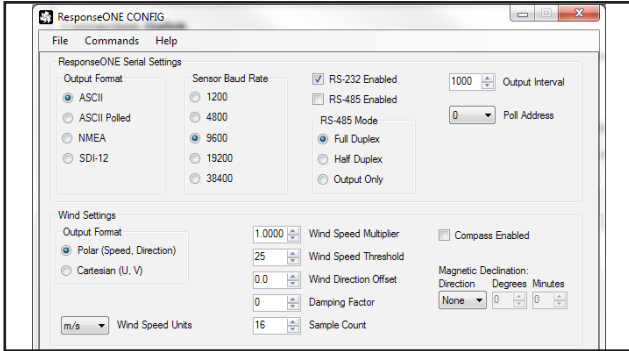 ResponseONE CONFIG
File Commands Help
ResponseONE Serial Settings
Output Format
ASCII
ASCII Polled
NMEA
SDI-12
Sensor Baud Rate
1200
4800
9600
19200
38400
RS-232 Enabled
RS-485 Enabled
RS-485 Mode
Full Duplex
Half Duplex
Output Only
1000 Output Interval
0 Poll Address
Wind Settings
Output Format
Polar (Speed, Direction)
Cartesian (U, V)
m/s Wind Speed Units
1.0000 Wind Speed Multiplier
25 Wind Speed Threshold
0.0 Wind Direction Offset
0 Damping Factor
16 Sample Count
Compass Enabled
Magnetic Declination:
Direction Degrees Minutes
None 0 0